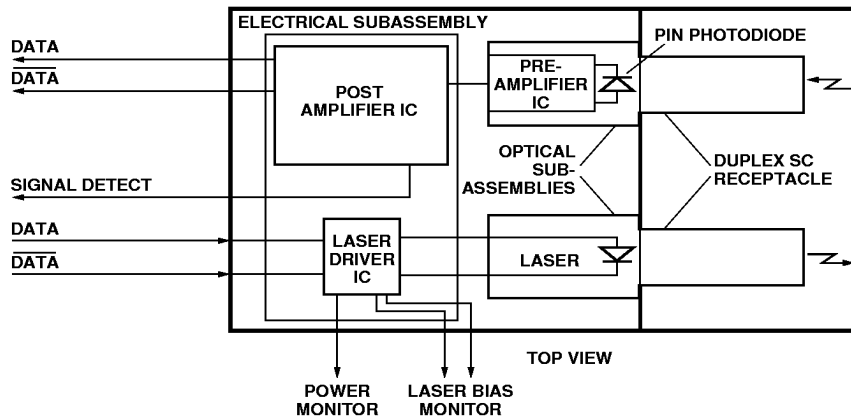 ELECTRICAL SUBASSEMBLY
DATA
DATA
POST
AMPLIFIER IC
PRE-
AMPLIFIER
IC
PIN PHOTODIODE
SIGNAL DETECT
OPTICAL
SUB-
ASSEMBLIES
DUPLEX SC
RECEPTACLE
DATA
DATA
LASER
DRIVER
IC
LASER
TOP VIEW
POWER
MONITOR
LASER BIAS
MONITOR